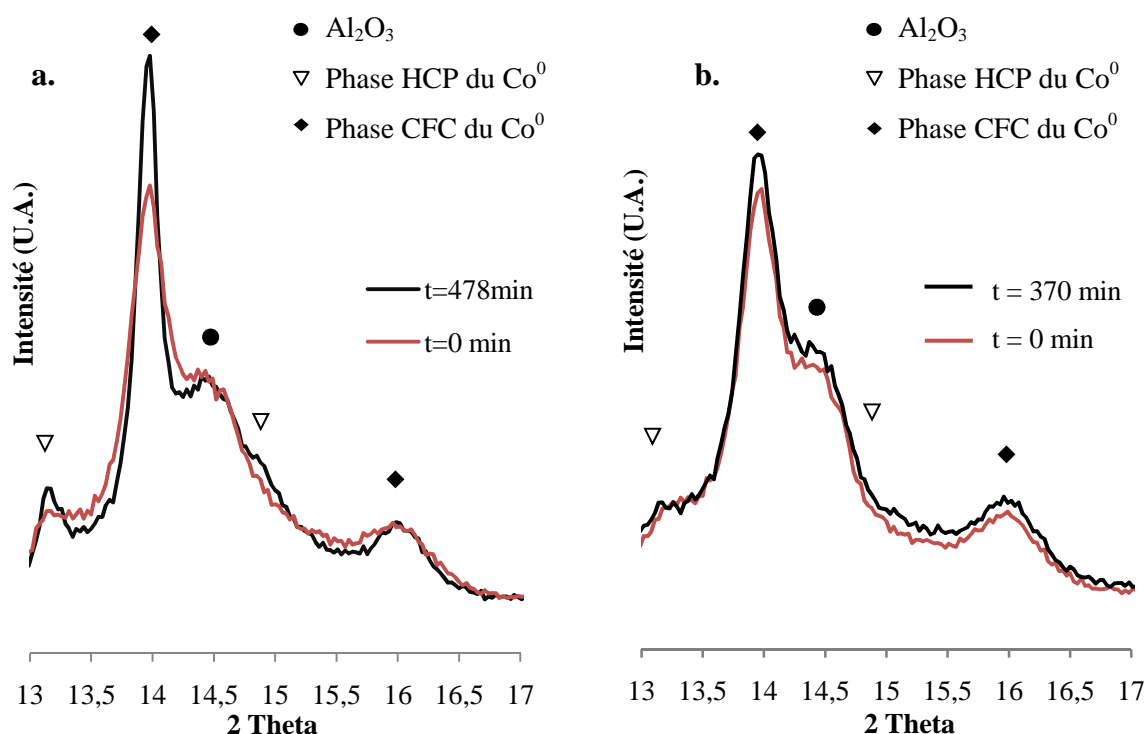 a.
● Al₂O₃
▽ Phase HCP du Co⁰
◆ Phase CFC du Co⁰
Intensité (U.A.)
t=478min
t=0 min
13 13,5 14 14,5 15 15,5 16 16,5 17
2 Theta
b.
● Al₂O₃
▽ Phase HCP du Co⁰
◆ Phase CFC du Co⁰
Intensité (U.A.)
t = 370 min
t = 0 min
13 13,5 14 14,5 15 15,5 16 16,5 17
2 Theta